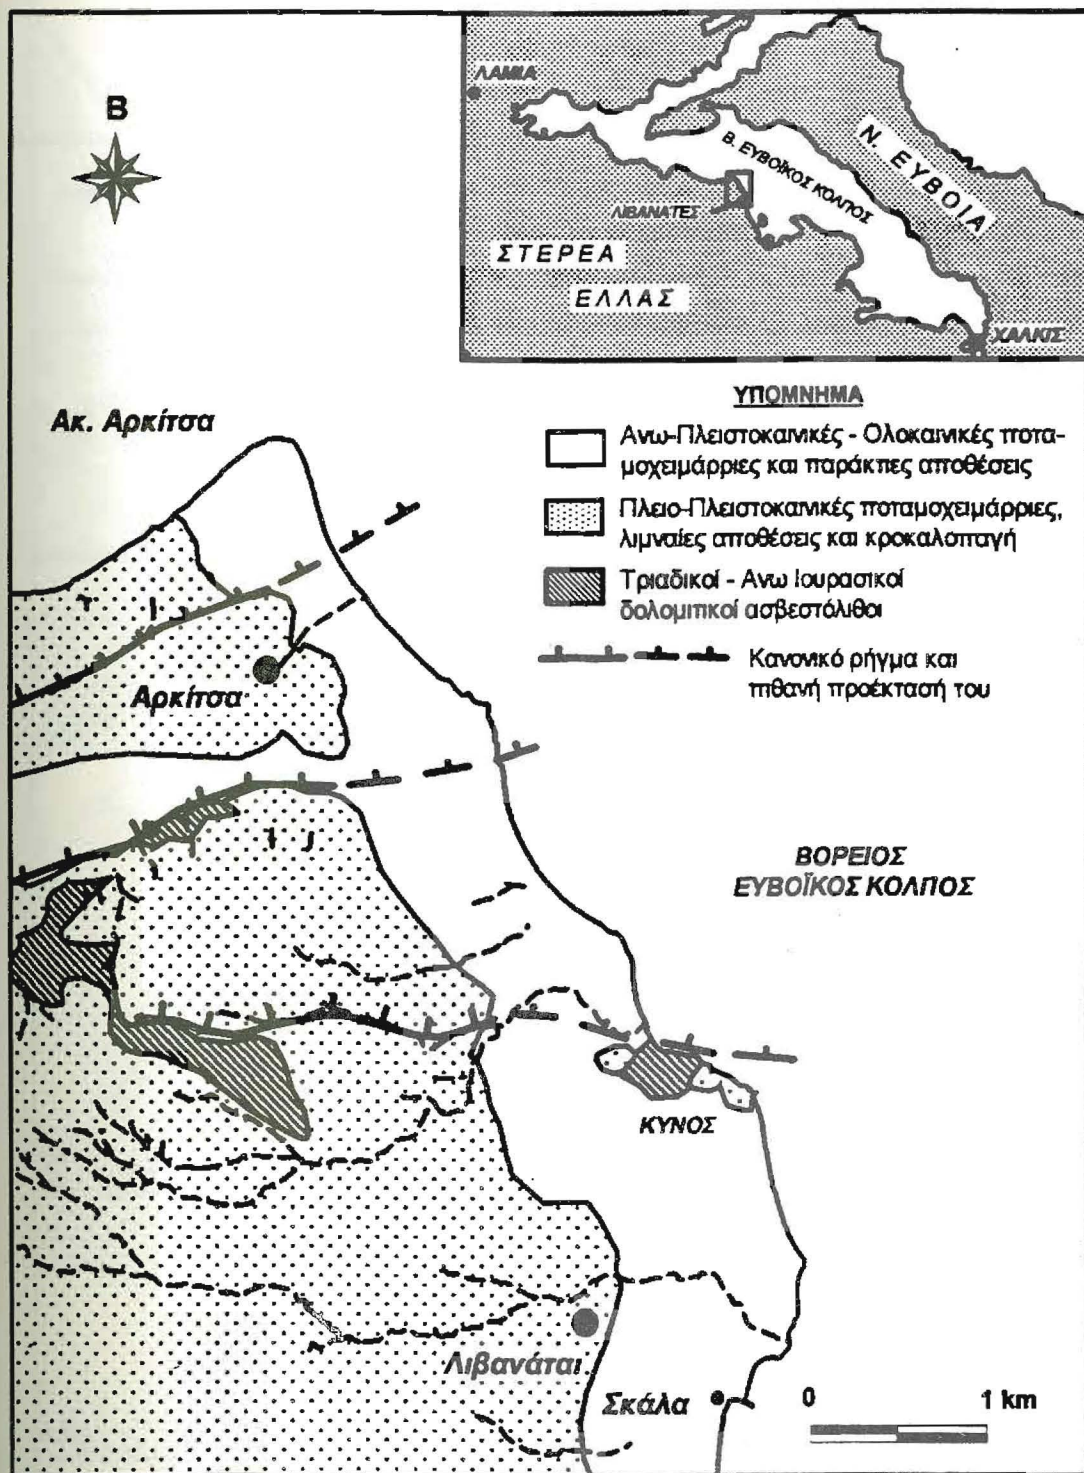 ΛΑΜΙΑ
Β
Β. ΕΥΒΟΪΚΟΣ ΚΟΛΠΟΣ
Ν. ΕΥΒΟΙΑ
ΛΙΒΑΝΑΤΕΣ
ΣΤΕΡΕΑ
ΕΛΛΑΣ
ΧΑΛΚΙΣ
ΥΠΟΜΝΗΜΑ
Ακ. Αρκίτσα
Ανω-Πλειστοκαινικές - Ολοκαινικές ποτα-
μοχειμάρριες και παράκτιες αποθέσεις
Πλειο-Πλειστοκαινικές ποταμοχειμάρριες,
λιμναίες αποθέσεις και κροκαλοπαγή
Τριαδικοί - Ανω Ιουρασικοί
δολομιτικοί ασβεστόλιθοι
Κανονικό ρήγμα και
πιθανή προέκτασή του
Αρκίτσα
ΒΟΡΕΙΟΣ
ΕΥΒΟΪΚΟΣ ΚΟΛΠΟΣ
ΚΥΝΟΣ
Λιβανάται
Σκάλα
0 1 km